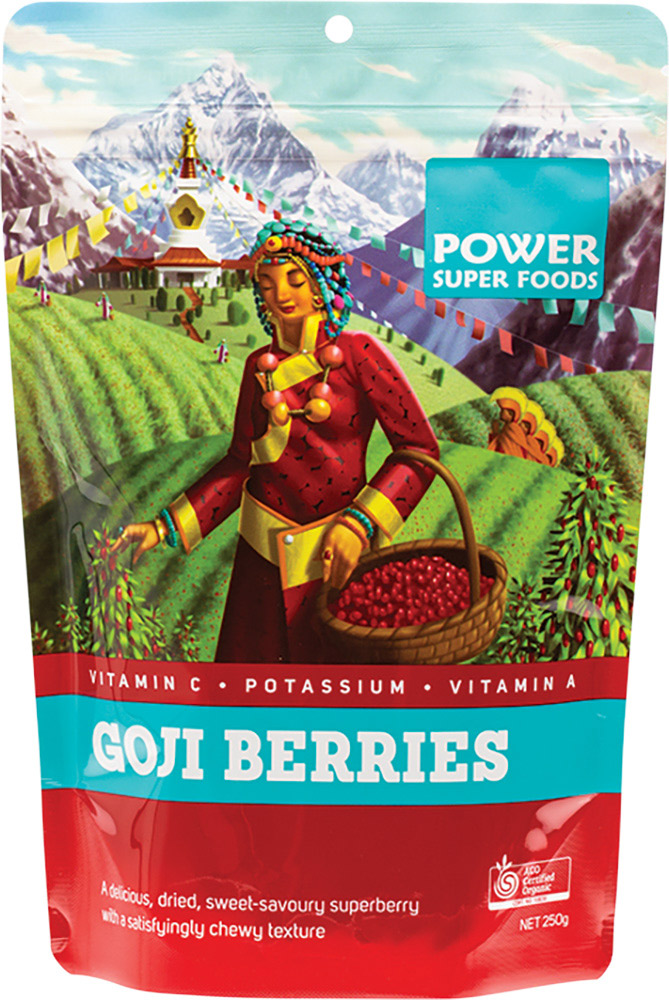 POWER
SUPER FOODS
VITAMIN C • POTASSIUM • VITAMIN A
GOJI BERRIES
A delicious, dried, sweet-savoury superberry
with a satisfyingly chewy texture
ACO
Certified
Organic
NET 250g